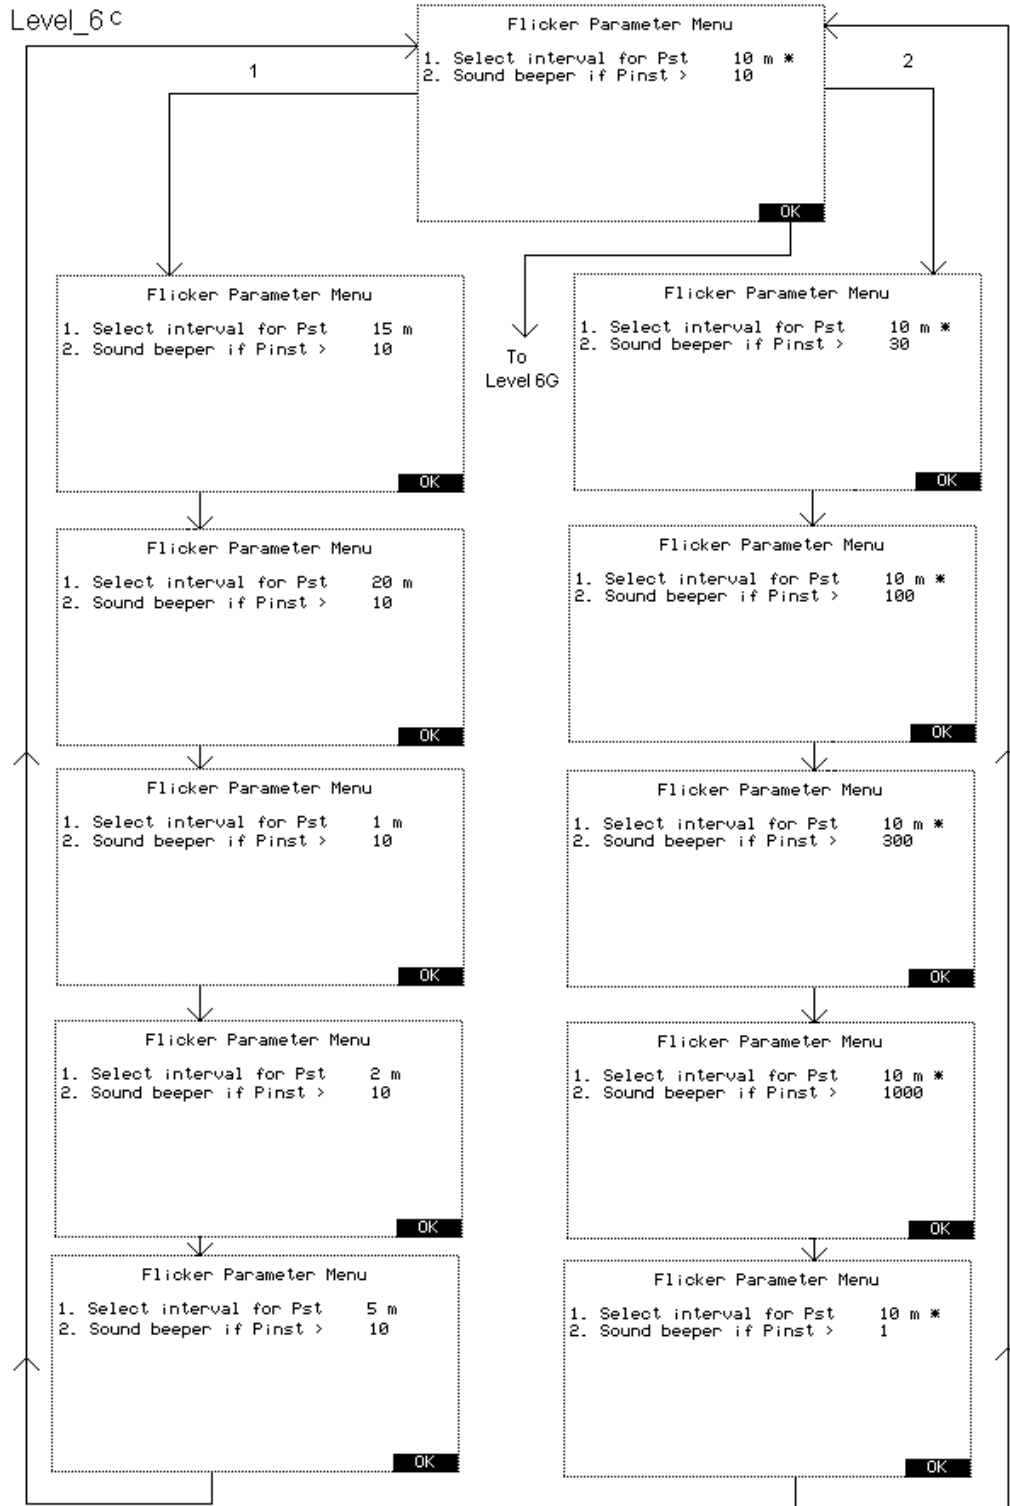 Level_6 c
Flicker Parameter Menu
1. Select interval for Pst 10 m *
2. Sound beeper if Pinst > 10
OK
1
2
Flicker Parameter Menu
1. Select interval for Pst 15 m
2. Sound beeper if Pinst > 10
OK
To
Level 6G
Flicker Parameter Menu
1. Select interval for Pst 10 m *
2. Sound beeper if Pinst > 30
OK
Flicker Parameter Menu
1. Select interval for Pst 20 m
2. Sound beeper if Pinst > 10
OK
Flicker Parameter Menu
1. Select interval for Pst 10 m *
2. Sound beeper if Pinst > 100
OK
Flicker Parameter Menu
1. Select interval for Pst 1 m
2. Sound beeper if Pinst > 10
OK
Flicker Parameter Menu
1. Select interval for Pst 10 m *
2. Sound beeper if Pinst > 300
OK
Flicker Parameter Menu
1. Select interval for Pst 2 m
2. Sound beeper if Pinst > 10
OK
Flicker Parameter Menu
1. Select interval for Pst 10 m *
2. Sound beeper if Pinst > 1000
OK
Flicker Parameter Menu
1. Select interval for Pst 5 m
2. Sound beeper if Pinst > 10
OK
Flicker Parameter Menu
1. Select interval for Pst 10 m *
2. Sound beeper if Pinst > 1
OK